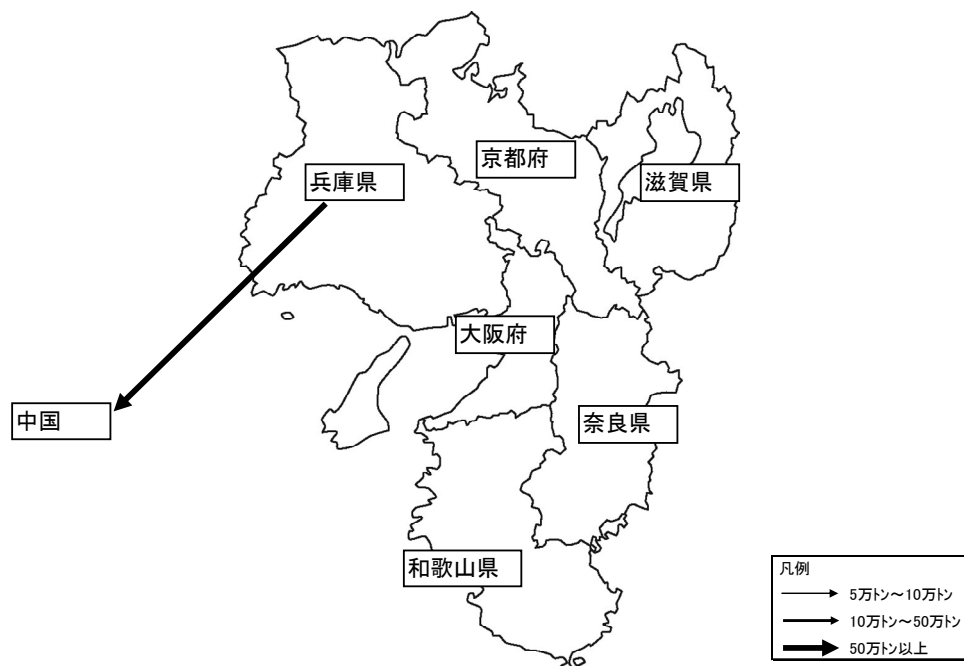 京都府
兵庫県
滋賀県
大阪府
中国
奈良県
和歌山県
凡例
5万ﾄﾝ～10万ﾄﾝ
10万ﾄﾝ～50万ﾄﾝ
50万ﾄﾝ以上